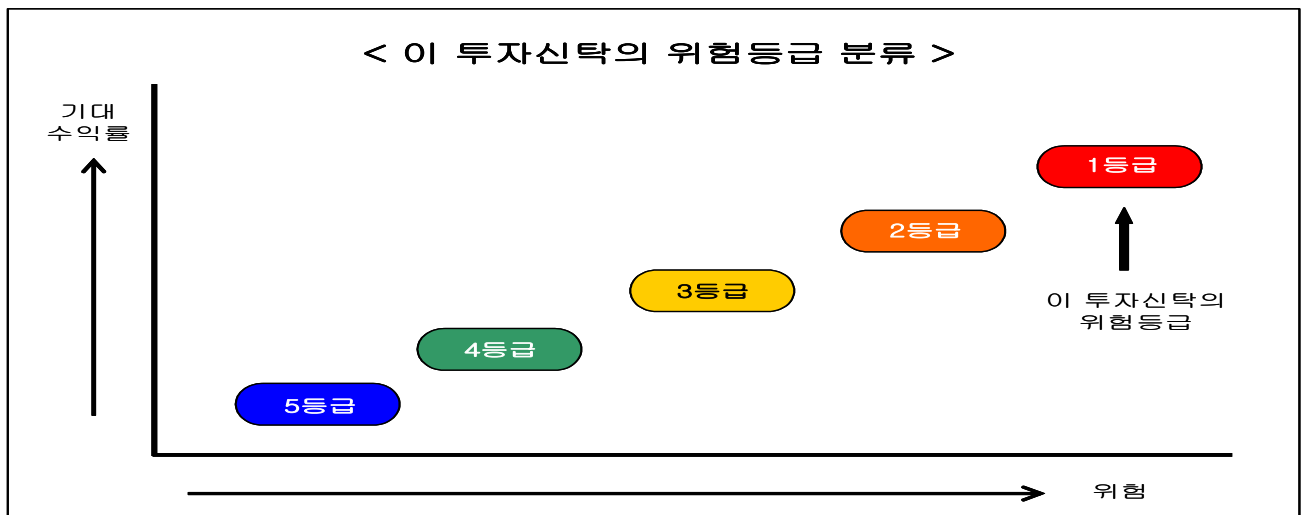 < 이 투자신탁의 위험등급 분류 >
기대
수익률
1등급
2등급
3등급
이 투자신탁의
위험등급
4등급
5등급
위험